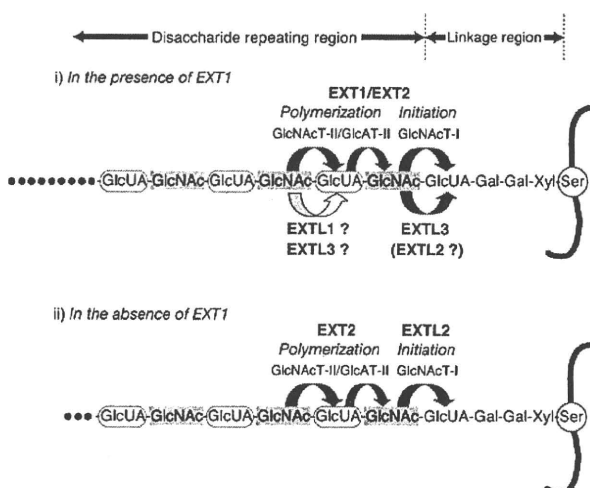 Disaccharide repeating region Linkage region
i) In the presence of EXT1
EXT1/EXT2
Polymerization Initiation
GlcNAcT-II/GlcAT-II GlcNAcT-I
GlcUA-GlcNAc-GlcUA-GlcNAc-GlcUA-GlcNAc-GlcUA-Gal-Gal-Xyl-Ser
EXTL1 ? EXTL3
EXTL3 ? (EXTL2 ?)
ii) In the absence of EXT1
EXT2 EXTL2
Polymerization Initiation
GlcNAcT-II/GlcAT-II GlcNAcT-I
GlcUA-GlcNAc-GlcUA-GlcNAc-GlcUA-GlcNAc-GlcUA-Gal-Gal-Xyl-Ser